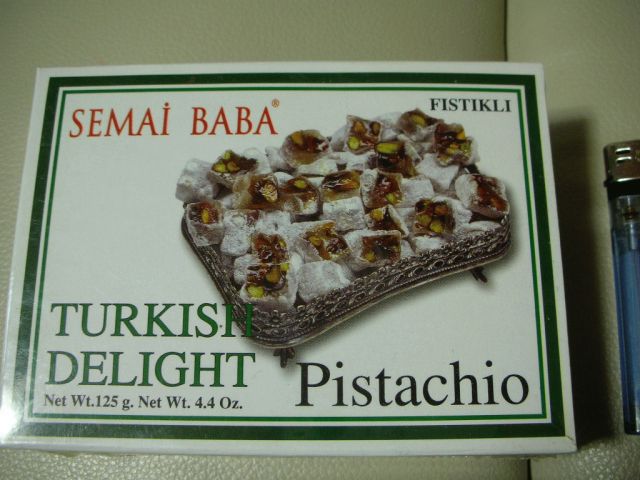 SEMAİ BABA®
FISTIKLI
TURKISH
DELIGHT
Net Wt.125 g. Net Wt. 4.4 Oz.
Pistachio